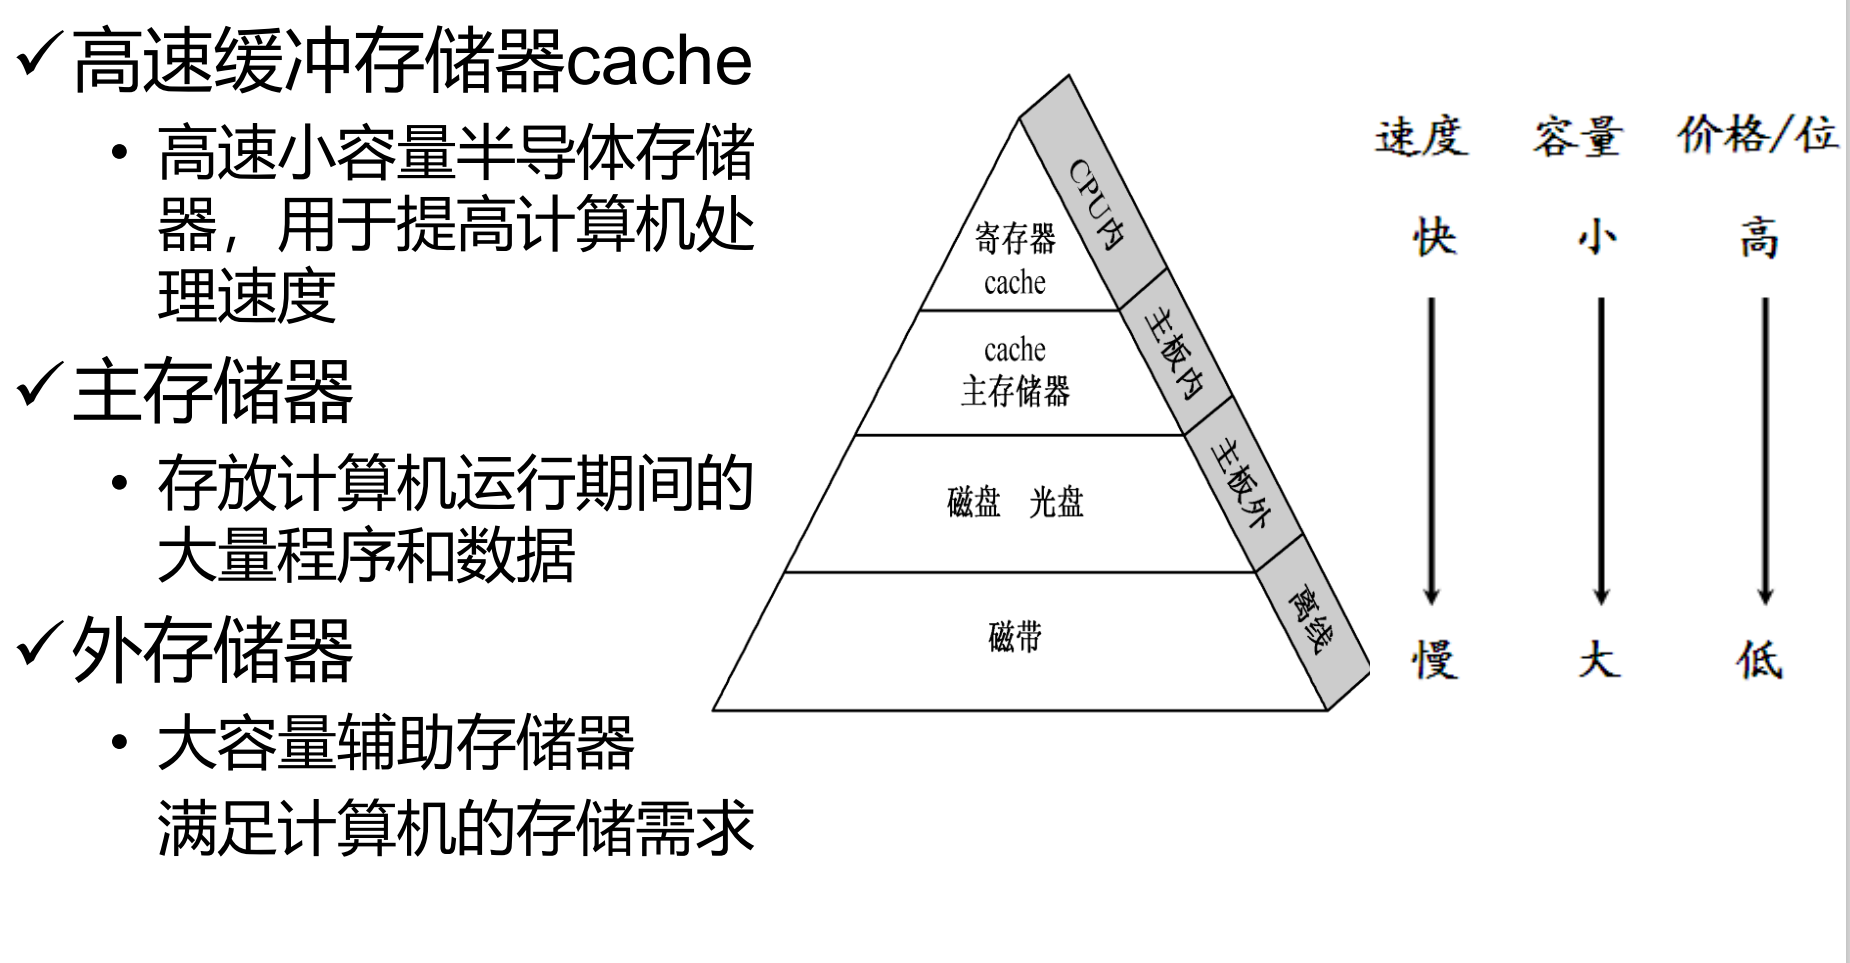 高速缓冲存储器cache
高速小容量半导体存储
器，用于提高计算机处
理速度
主存储器
存放计算机运行期间的
大量程序和数据
外存储器
大容量辅助存储器
满足计算机的存储需求
CPU内
寄存器
cache
主板内
cache
主存储器
主板外
磁盘 光盘
离线
磁带
速度 容量 价格/位
快 小 高
慢 大 低